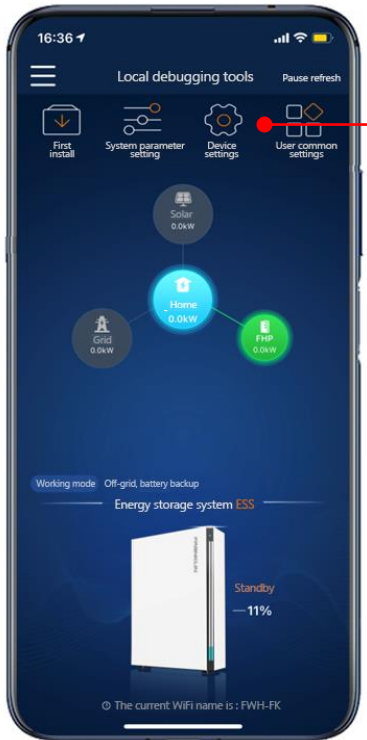 16:36
Local debugging tools
Pause refresh
First
install
System parameter
setting
Device
settings
User common
settings
Solar
0.0kW
Home
0.0kW
Grid
0.0kW
FHP
0.0kW
Working mode Off-grid, battery backup
Energy storage system ESS
Standby
11%
The current WiFi name is : FWH-FK